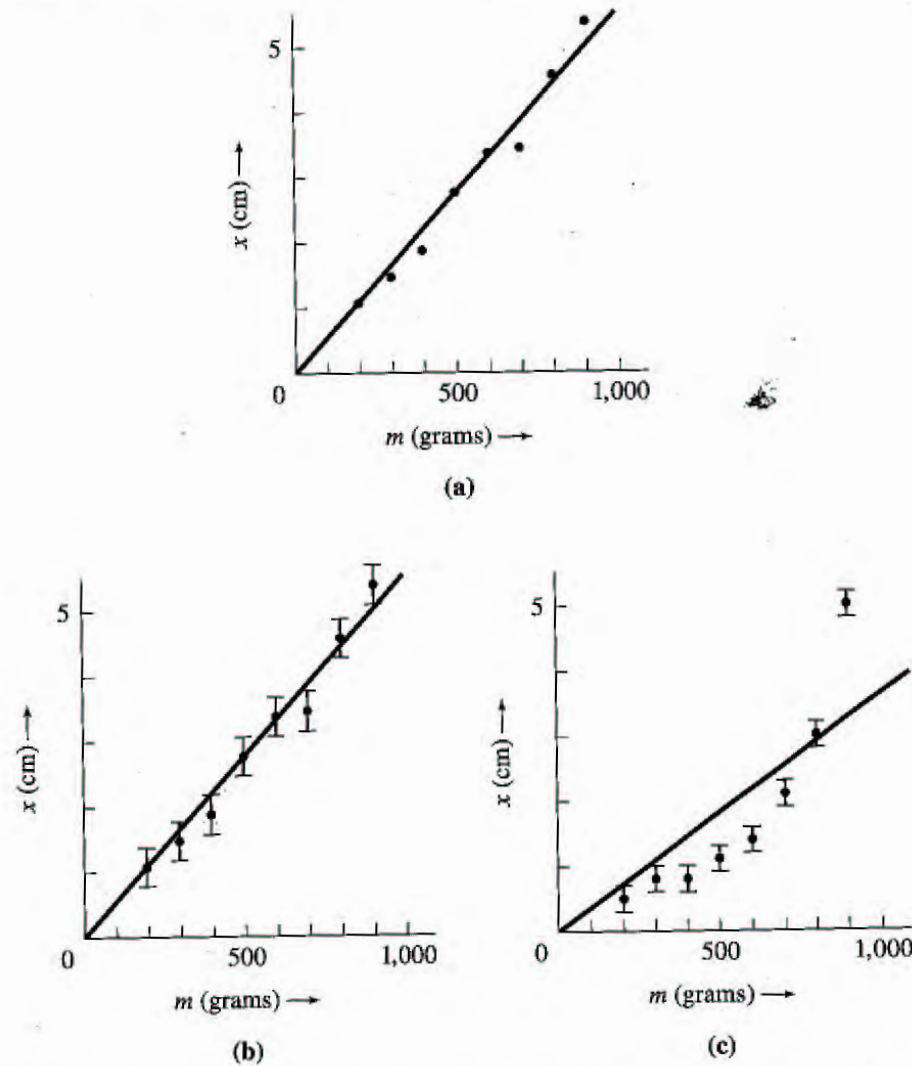 5
x (cm) →
0
500
1,000
m (grams) →
(a)
5
x (cm) →
0
500
1,000
m (grams) →
(b)
5
x (cm) →
0
500
1,000
m (grams) →
(c)